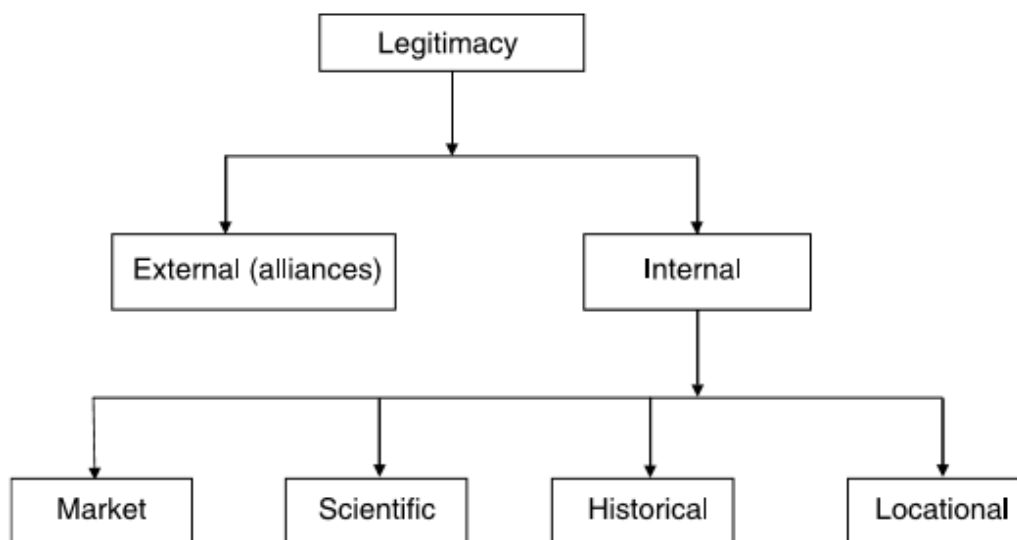 Legitimacy
External (alliances)
Internal
Market
Scientific
Historical
Locational